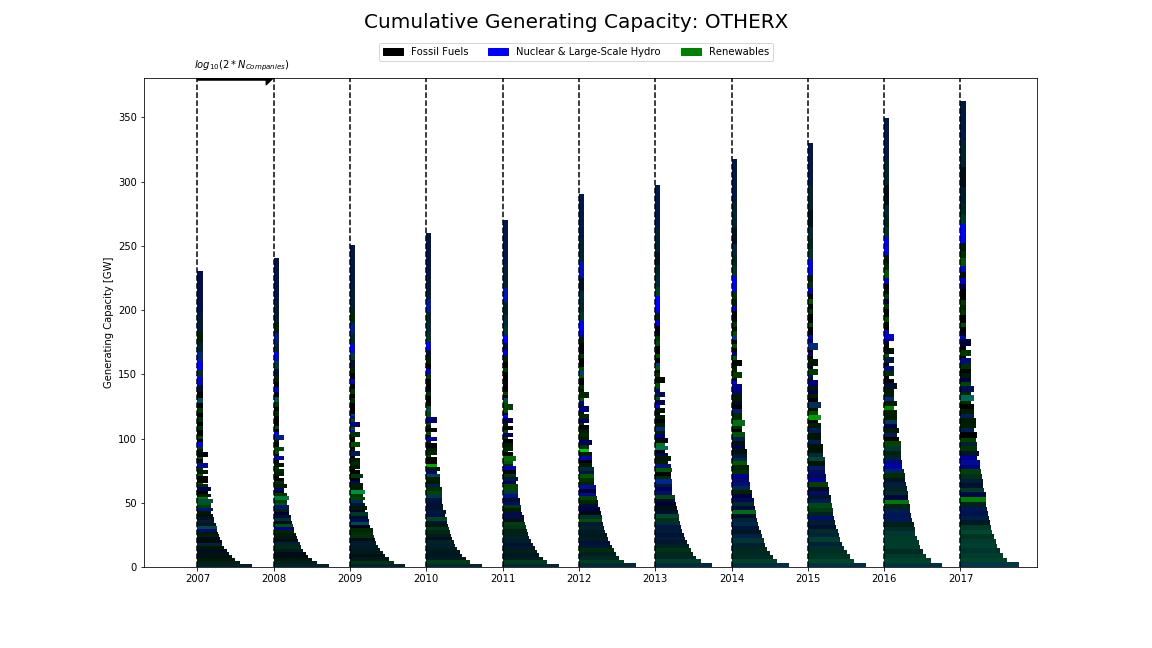 Cumulative Generating Capacity: OTHERX
Fossil Fuels Nuclear & Large-Scale Hydro Renewables
log10(2 * NCompanies)
Generating Capacity [GW]
350
300
250
200
150
100
50
0
2007 2008 2009 2010 2011 2012 2013 2014 2015 2016 2017